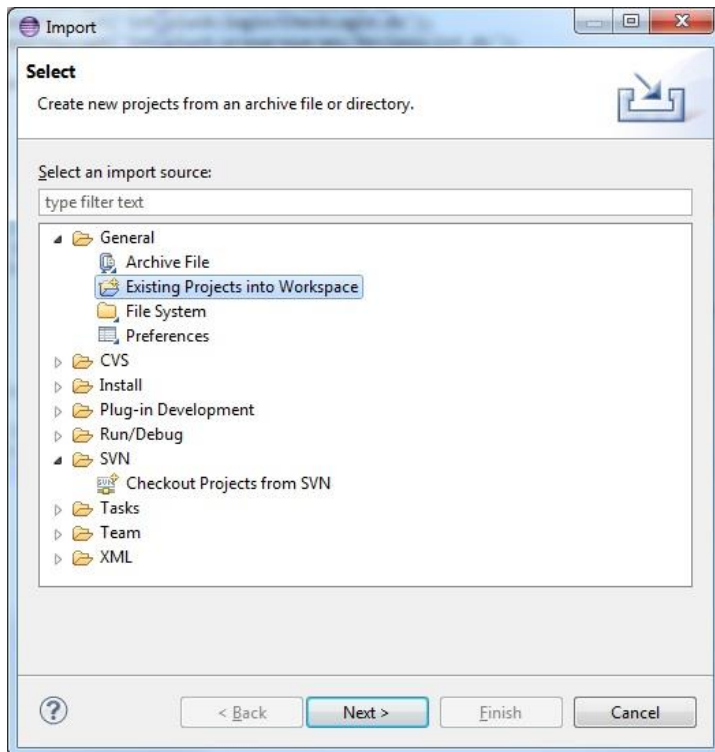 Import
Select
Create new projects from an archive file or directory.
Select an import source:
type filter text
General
Archive File
Existing Projects into Workspace
File System
Preferences
CVS
Install
Plug-in Development
Run/Debug
SVN
Checkout Projects from SVN
Tasks
Team
XML
? < Back Next > Finish Cancel